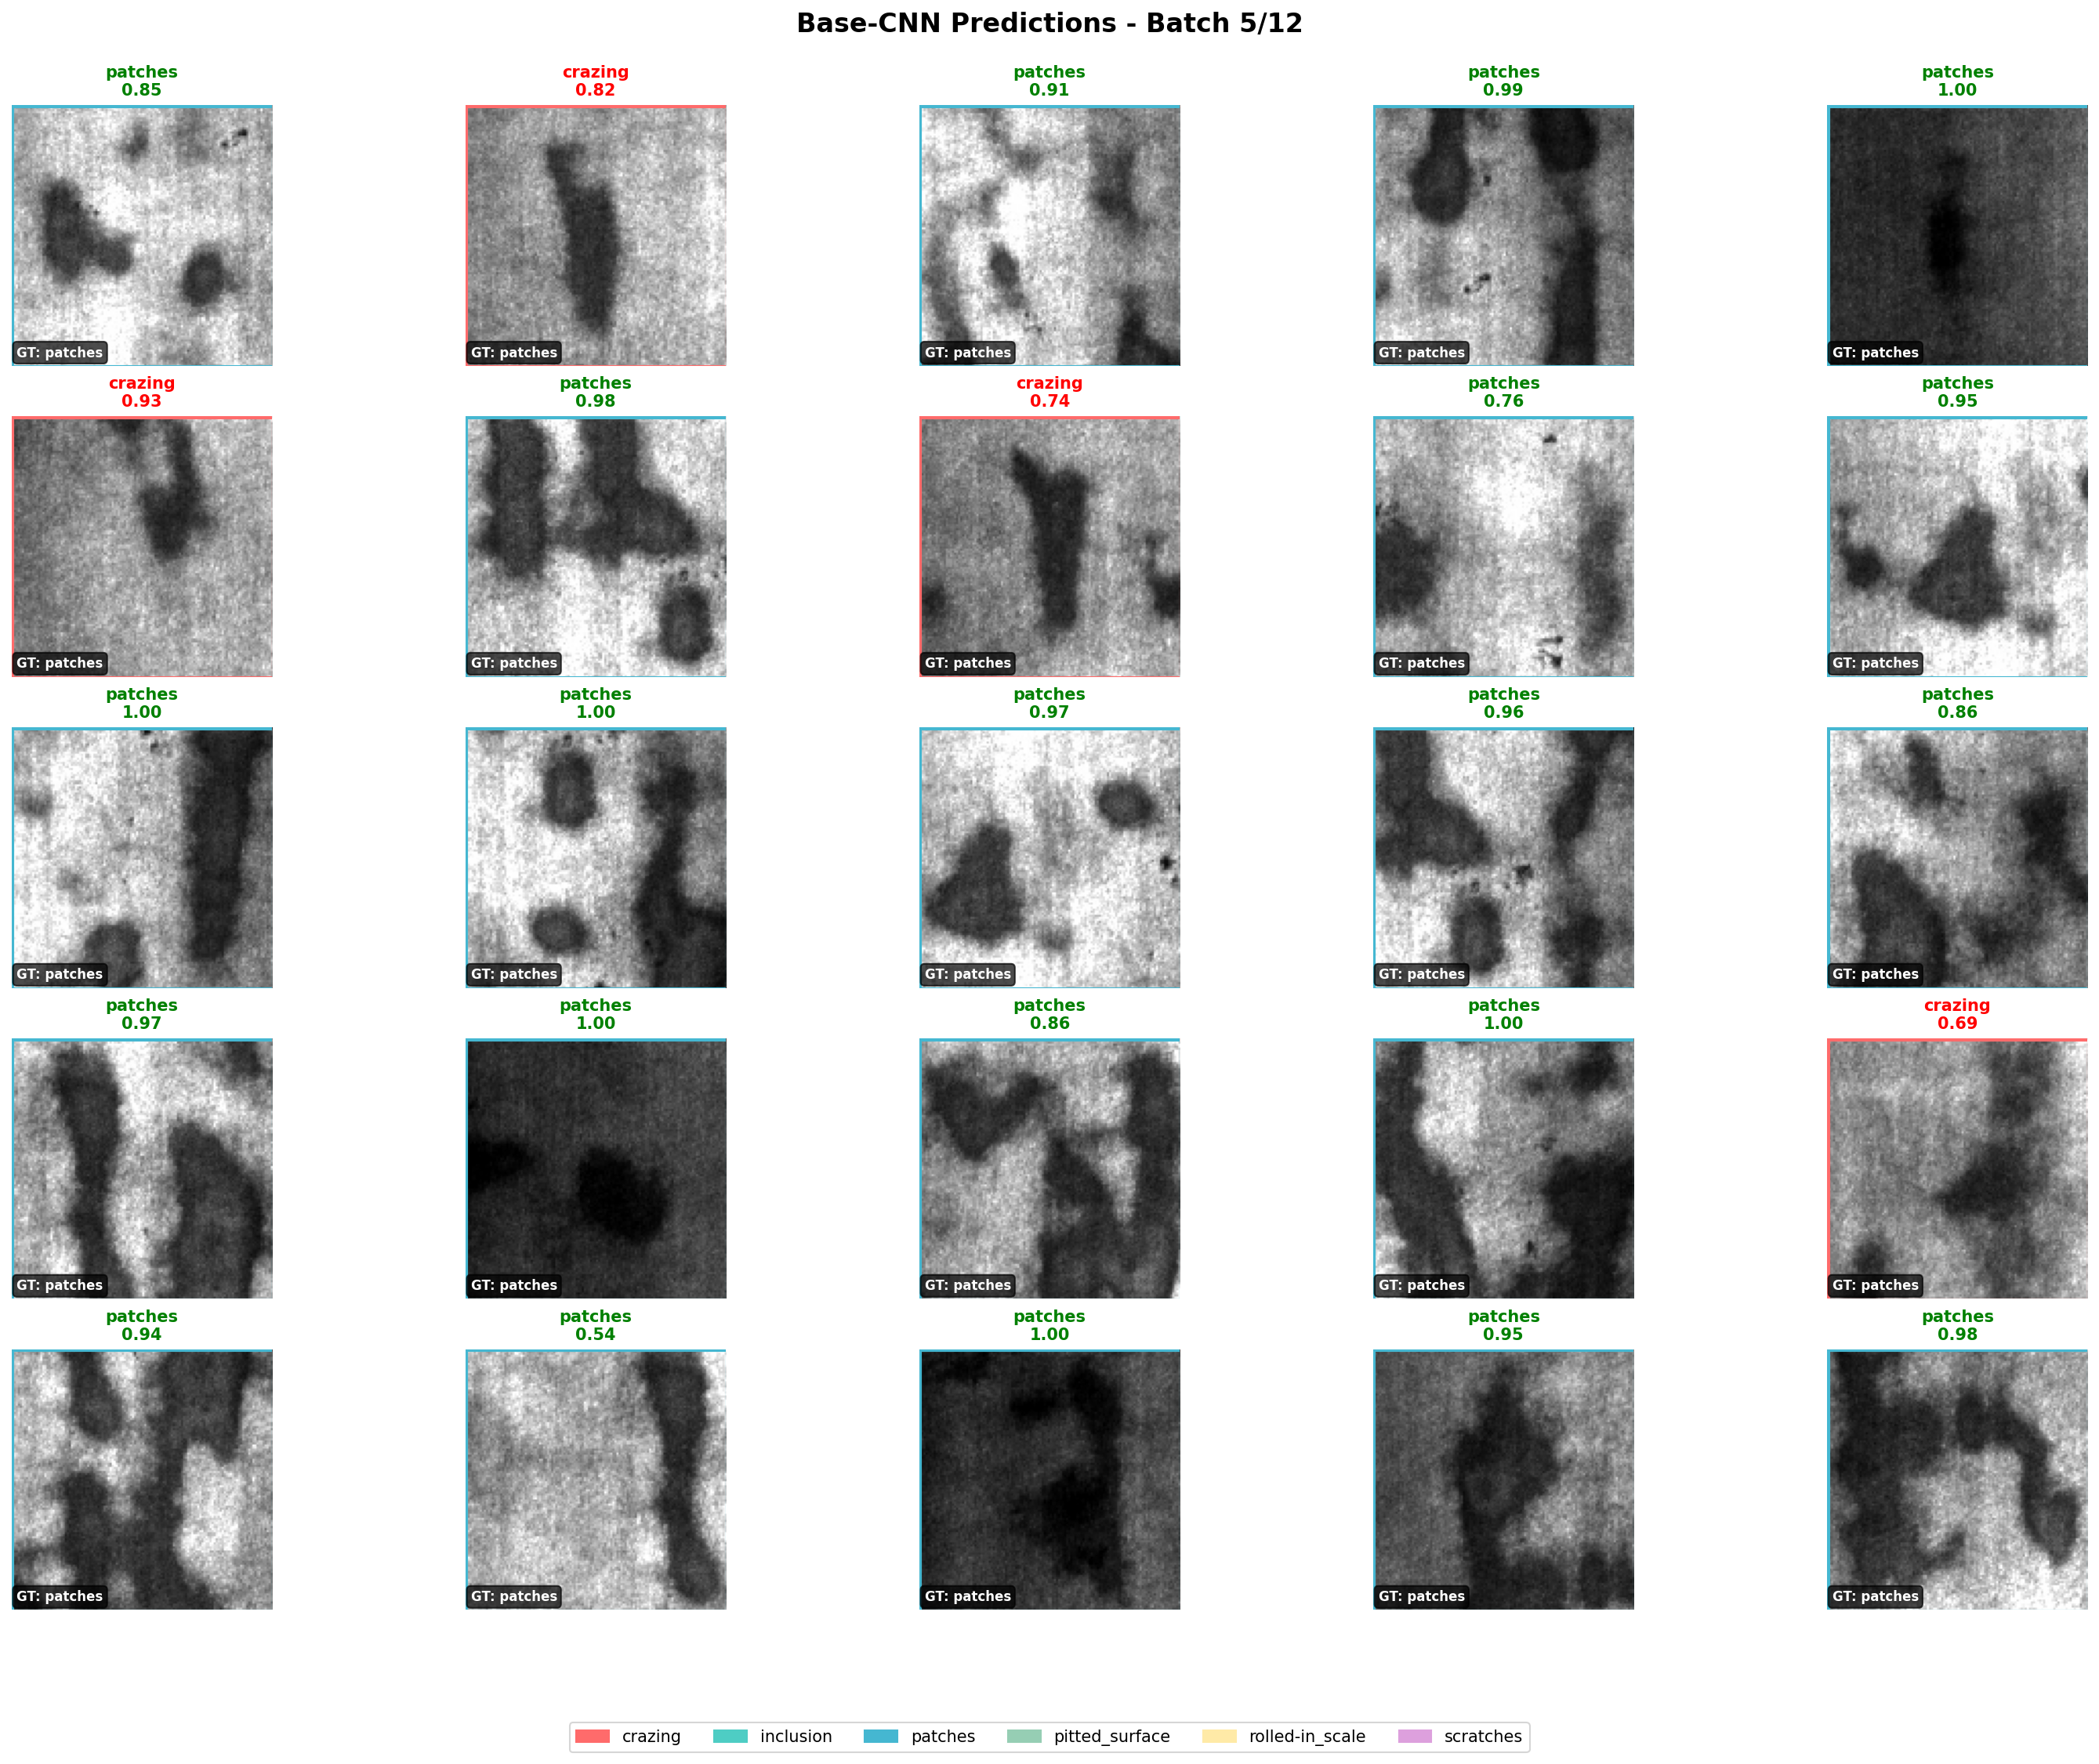 Base-CNN Predictions - Batch 5/12
patches
0.85
GT: patches
crazing
0.82
GT: patches
patches
0.91
GT: patches
patches
0.99
GT: patches
patches
1.00
GT: patches
crazing
0.93
GT: patches
patches
0.98
GT: patches
crazing
0.74
GT: patches
patches
0.76
GT: patches
patches
0.95
GT: patches
patches
1.00
GT: patches
patches
1.00
GT: patches
patches
0.97
GT: patches
patches
0.96
GT: patches
patches
0.86
GT: patches
patches
0.97
GT: patches
patches
1.00
GT: patches
patches
0.86
GT: patches
patches
1.00
GT: patches
crazing
0.69
GT: patches
patches
0.94
GT: patches
patches
0.54
GT: patches
patches
1.00
GT: patches
patches
0.95
GT: patches
patches
0.98
GT: patches
crazing
inclusion
patches
pitted_surface
rolled-in_scale
scratches